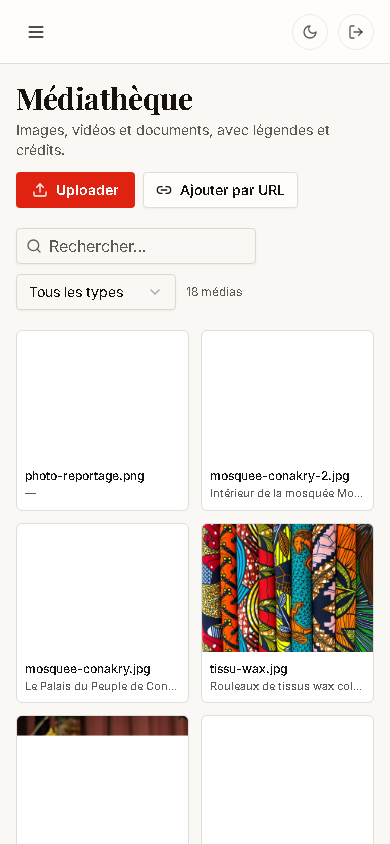 Médiathèque
Images, vidéos et documents, avec légendes et
crédits.
Uploader
Ajouter par URL
Rechercher...
Tous les types
18 médias
photo-reportage.png
—
mosquee-conakry-2.jpg
Intérieur de la mosquée Mo...
mosquee-conakry.jpg
Le Palais du Peuple de Con...
tissu-wax.jpg
Rouleaux de tissus wax col...